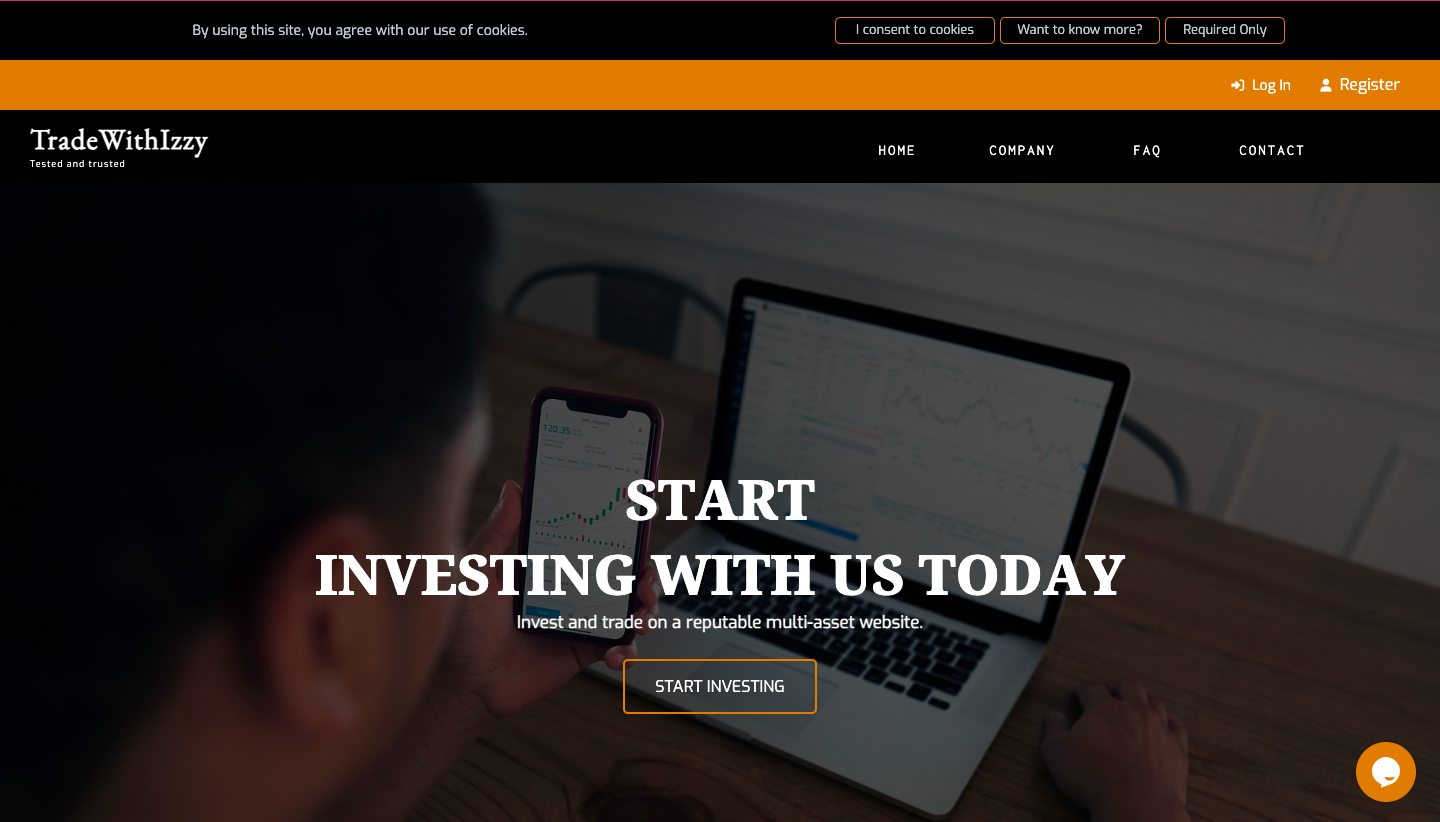 By using this site, you agree with our use of cookies.
I consent to cookies
Want to know more?
Required Only
Log In
Register
TradeWithIzzy
Tested and trusted
HOME
COMPANY
FAQ
CONTACT
120.35
START
INVESTING WITH US TODAY
Invest and trade on a reputable multi-asset website.
START INVESTING